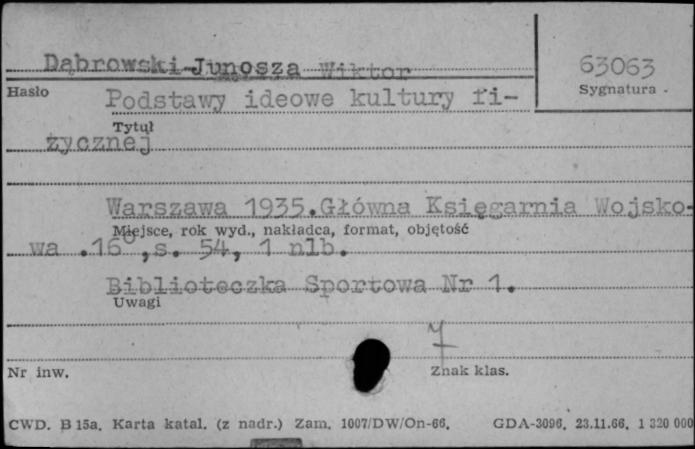 Dąbrowski-Junosza Wiktor
63063
Hasło
Sygnatura
Podstawy ideowe kultury fi-
Tytuł
zycznej
Warszawa 1935.Główna Księgarnia Wojsko-
Miejsce, rok wyd., nakładca, format, objętość
wa .16°,s. 54, 1 nlb.
Biblioteczka Sportowa Nr 1.
Uwagi
Nr inw.
Znak klas.
CWD. B 15a. Karta katal. (z nadr.) Zam. 1007/DW/On-66. GDA-3096. 23.11.66. 1 320 000